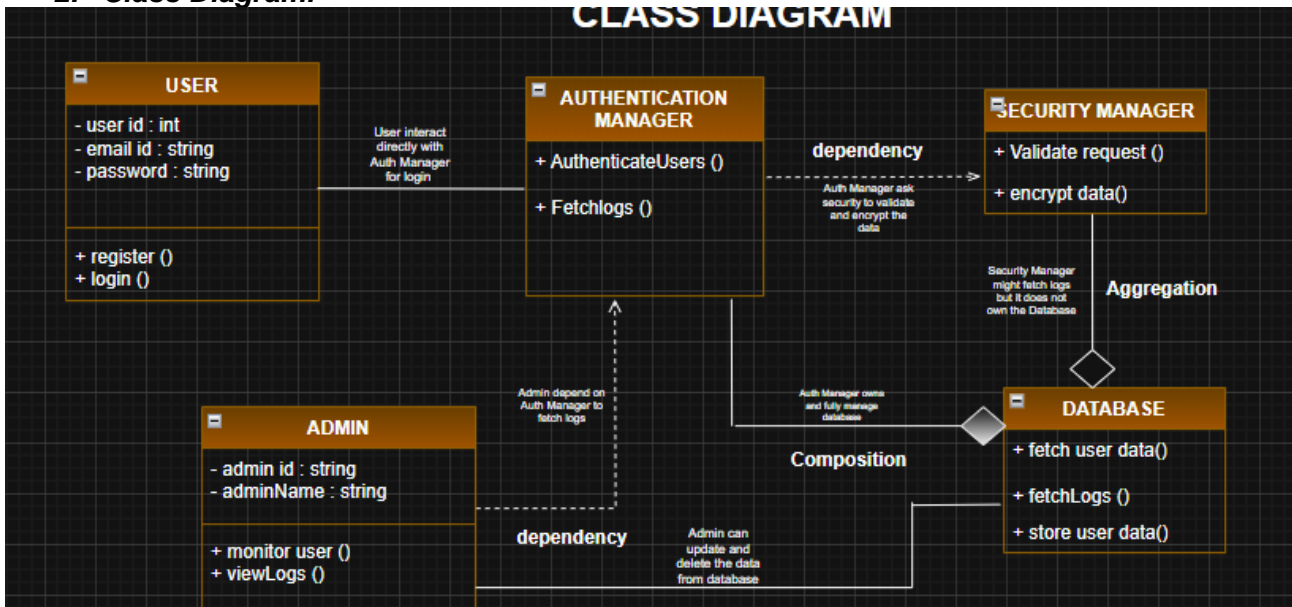 2. Class Diagram:
CLASS DIAGRAM
USER
- user id : int
- email id : string
- password : string
+ register ()
+ login ()
User interact
directly with
Auth Manager
for login
AUTHENTICATION
MANAGER
+ AuthenticateUsers ()
+ Fetchlogs ()
dependency
Auth Manager ask
security to validate
and encrypt the
data
SECURITY MANAGER
+ Validate request ()
+ encrypt data()
Security Manager
might fetch logs
but it does not
own the Database
Aggregation
Admin depend on
Auth Manager to
fetch logs
Auth Manager owns
and fully manage
database
Composition
ADMIN
- admin id : string
- adminName : string
+ monitor user ()
+ viewLogs ()
dependency
Admin can
update and
delete the data
from database
DATABASE
+ fetch user data()
+ fetchLogs ()
+ store user data()